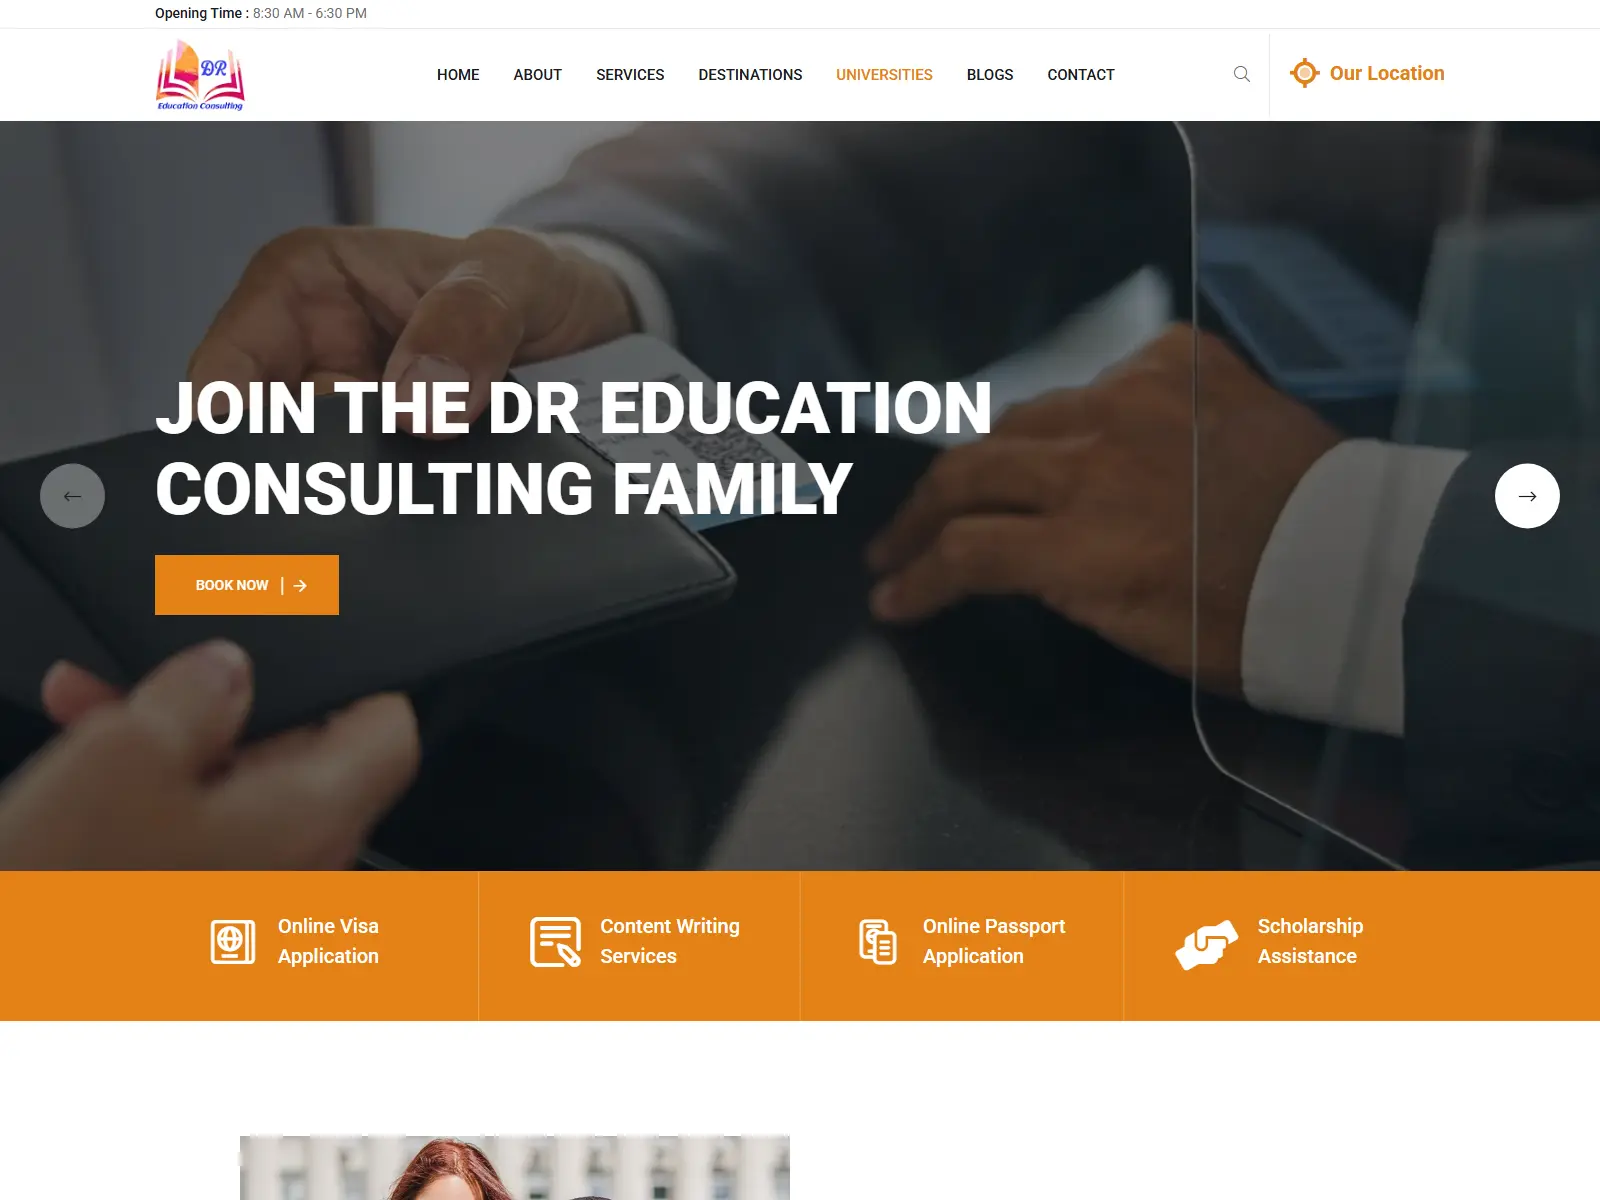 Opening Time : 8:30 AM - 6:30 PM
DR
Education Consulting
HOME ABOUT SERVICES DESTINATIONS UNIVERSITIES BLOGS CONTACT
Our Location
JOIN THE DR EDUCATION
CONSULTING FAMILY
BOOK NOW
Online Visa
Application
Content Writing
Services
Online Passport
Application
Scholarship
Assistance